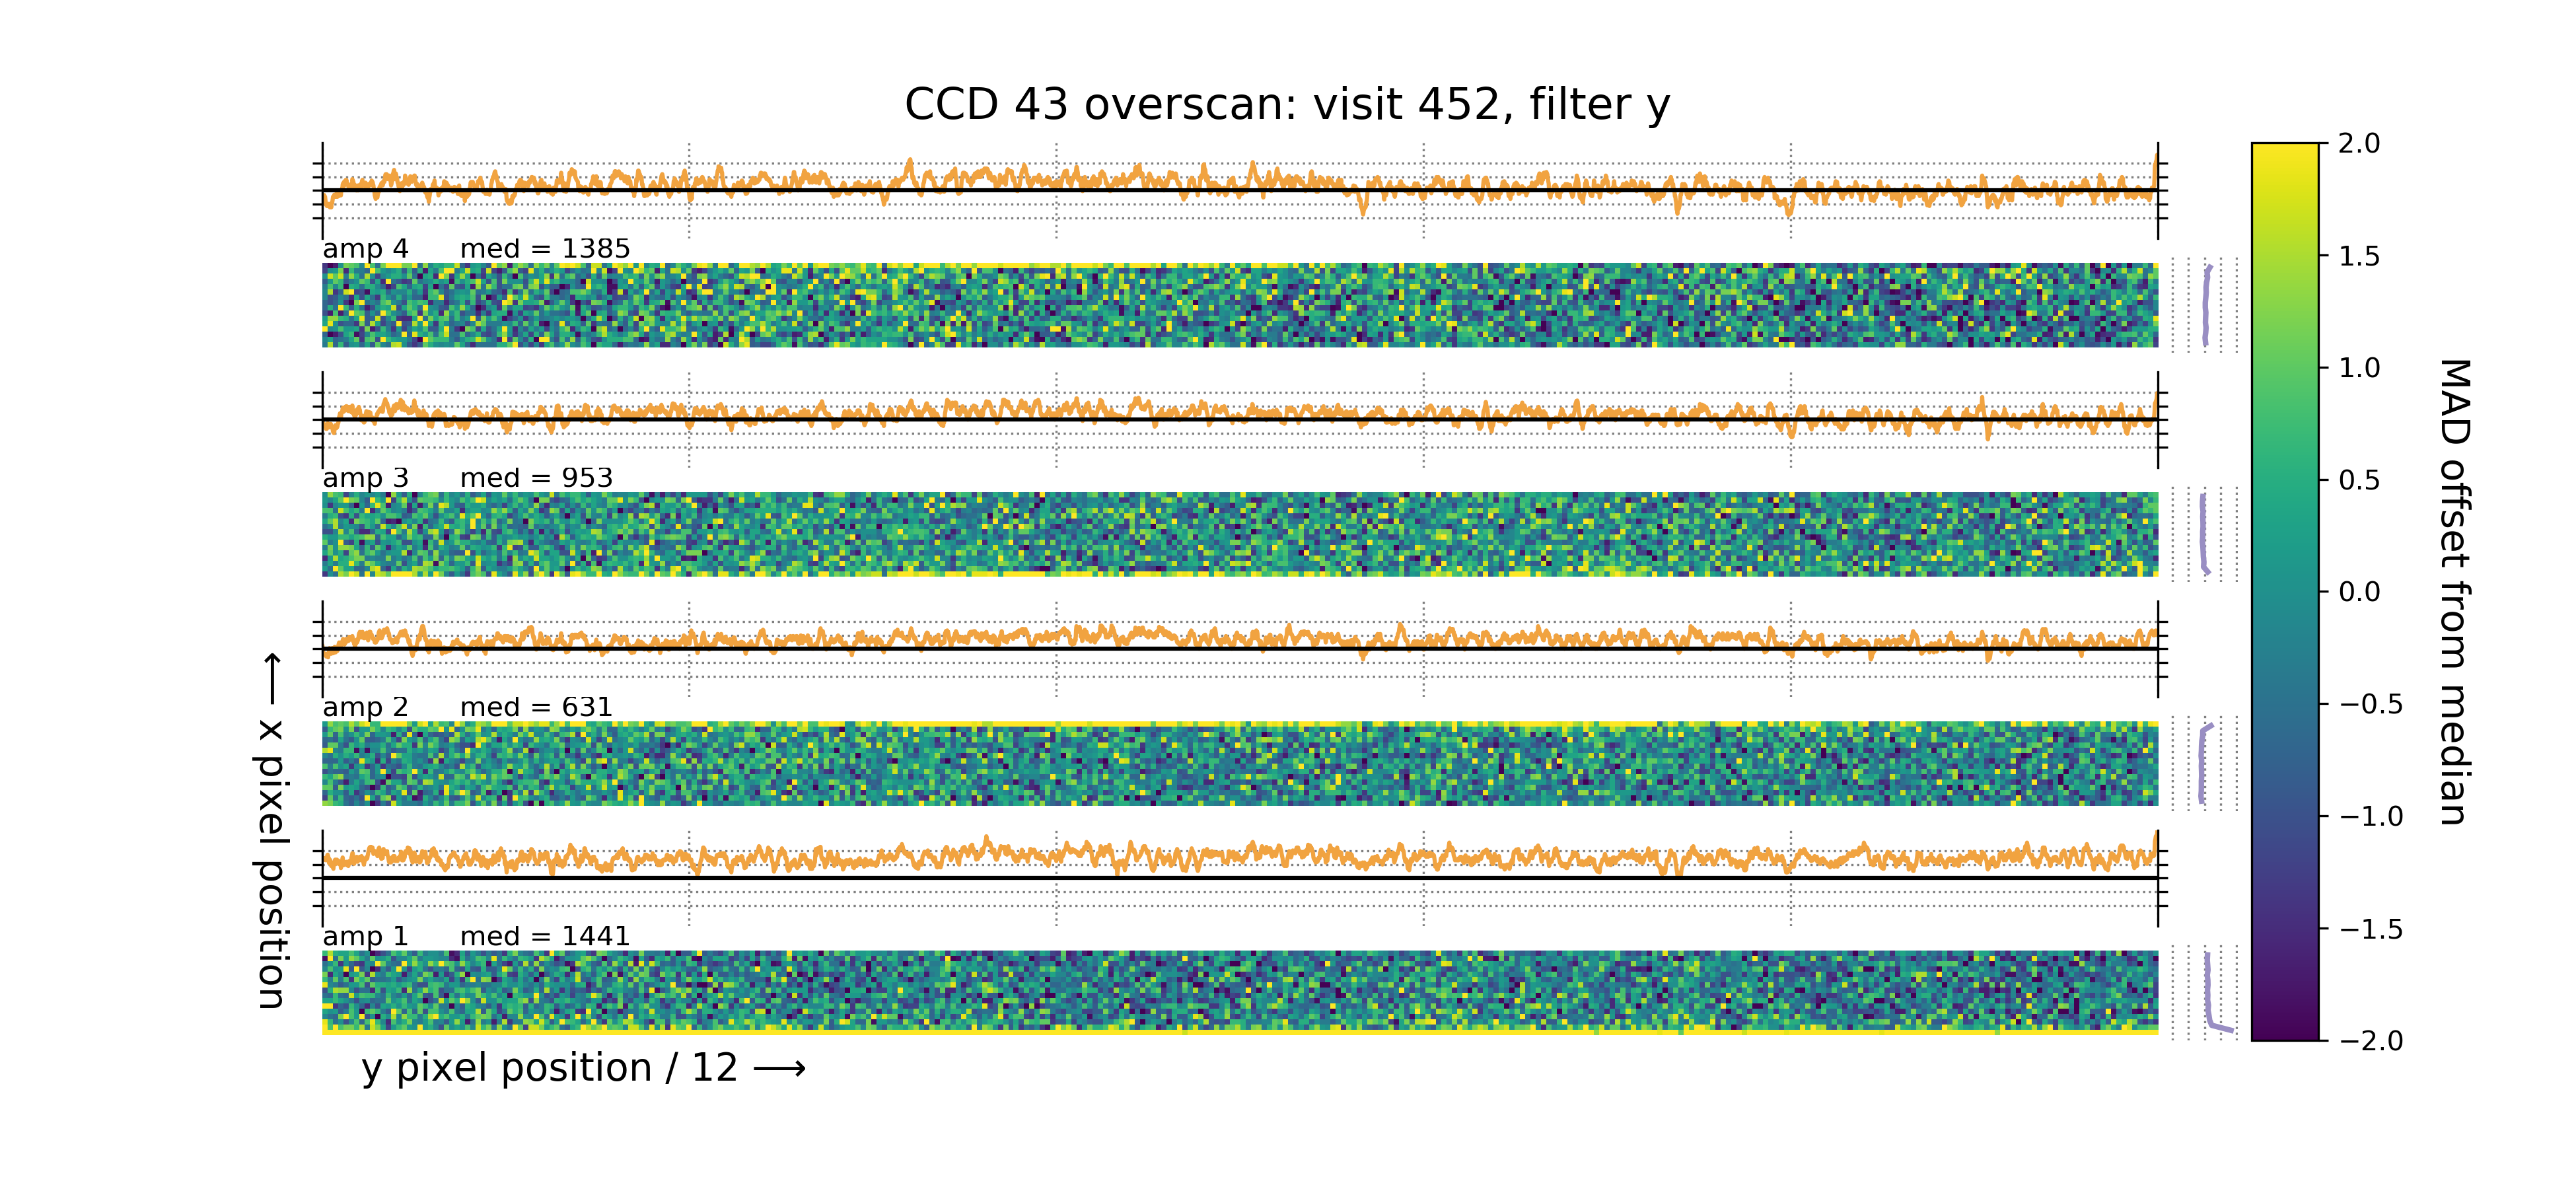 CCD 43 overscan: visit 452, filter y
amp 4 med = 1385
amp 3 med = 953
amp 2 med = 631
amp 1 med = 1441
⟵ x pixel position
y pixel position / 12 ⟶
2.0
1.5
1.0
0.5
0.0
−0.5
−1.0
−1.5
−2.0
MAD offset from median